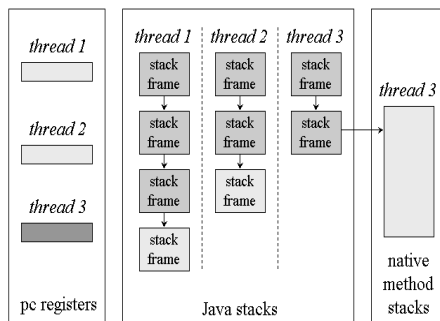 thread 1
thread 2
thread 3
pc registers
thread 1
thread 2
thread 3
stack
frame
stack
frame
stack
frame
stack
frame
stack
frame
stack
frame
stack
frame
stack
frame
stack
frame
Java stacks
thread 3
native
method
stacks